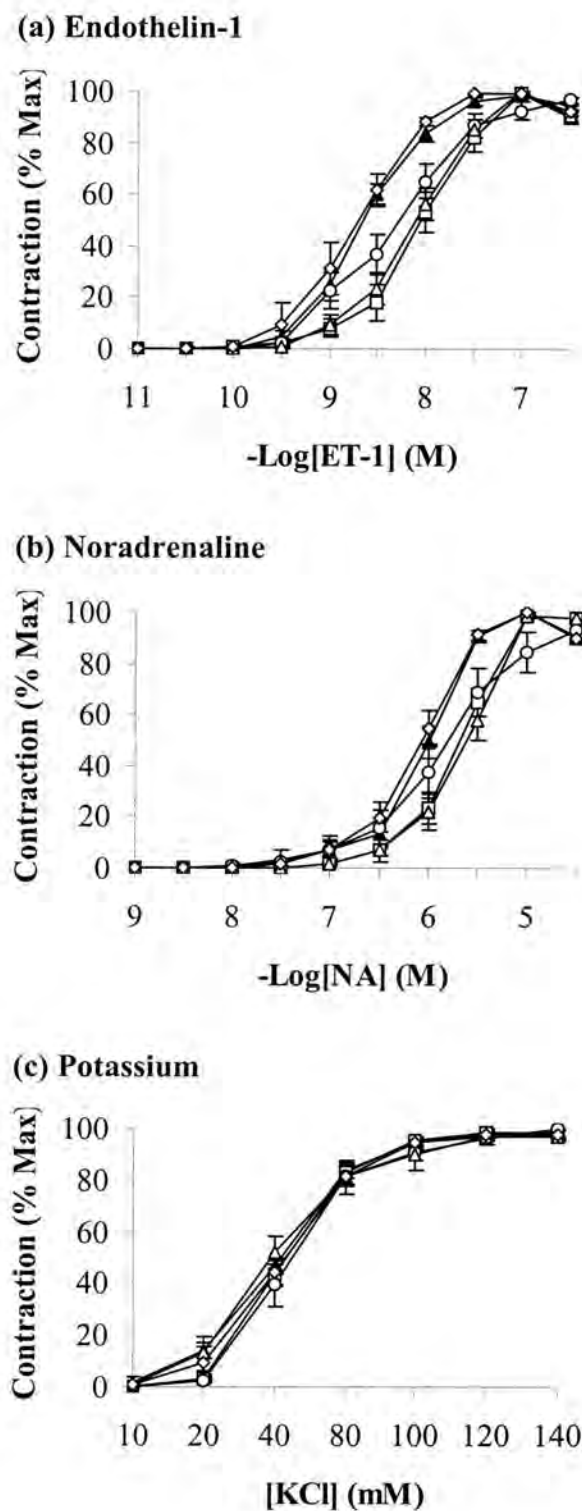 (a) Endothelin-1
Contraction (% Max)
100
80
60
40
20
0
11 10 9 8 7
-Log[ET-1] (M)
(b) Noradrenaline
Contraction (% Max)
100
80
60
40
20
0
9 8 7 6 5
-Log[NA] (M)
(c) Potassium
Contraction (% Max)
100
80
60
40
20
0
10 20 40 80 100 120 140
[KCl] (mM)